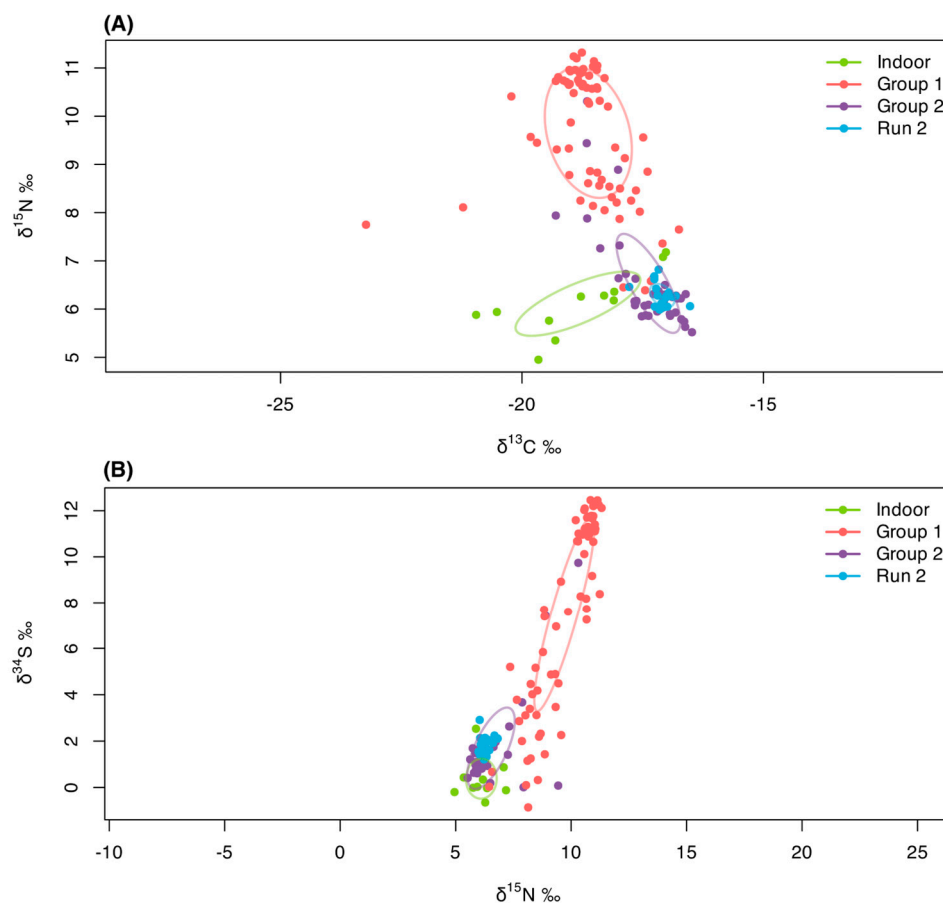 (A)
11
10
9
8
7
6
5
δ¹⁵N ‰
-25
-20
-15
δ¹³C ‰
Indoor
Group 1
Group 2
Run 2
(B)
12
10
8
6
4
2
0
δ³⁴S ‰
-10
-5
0
5
10
15
20
25
δ¹⁵N ‰
Indoor
Group 1
Group 2
Run 2